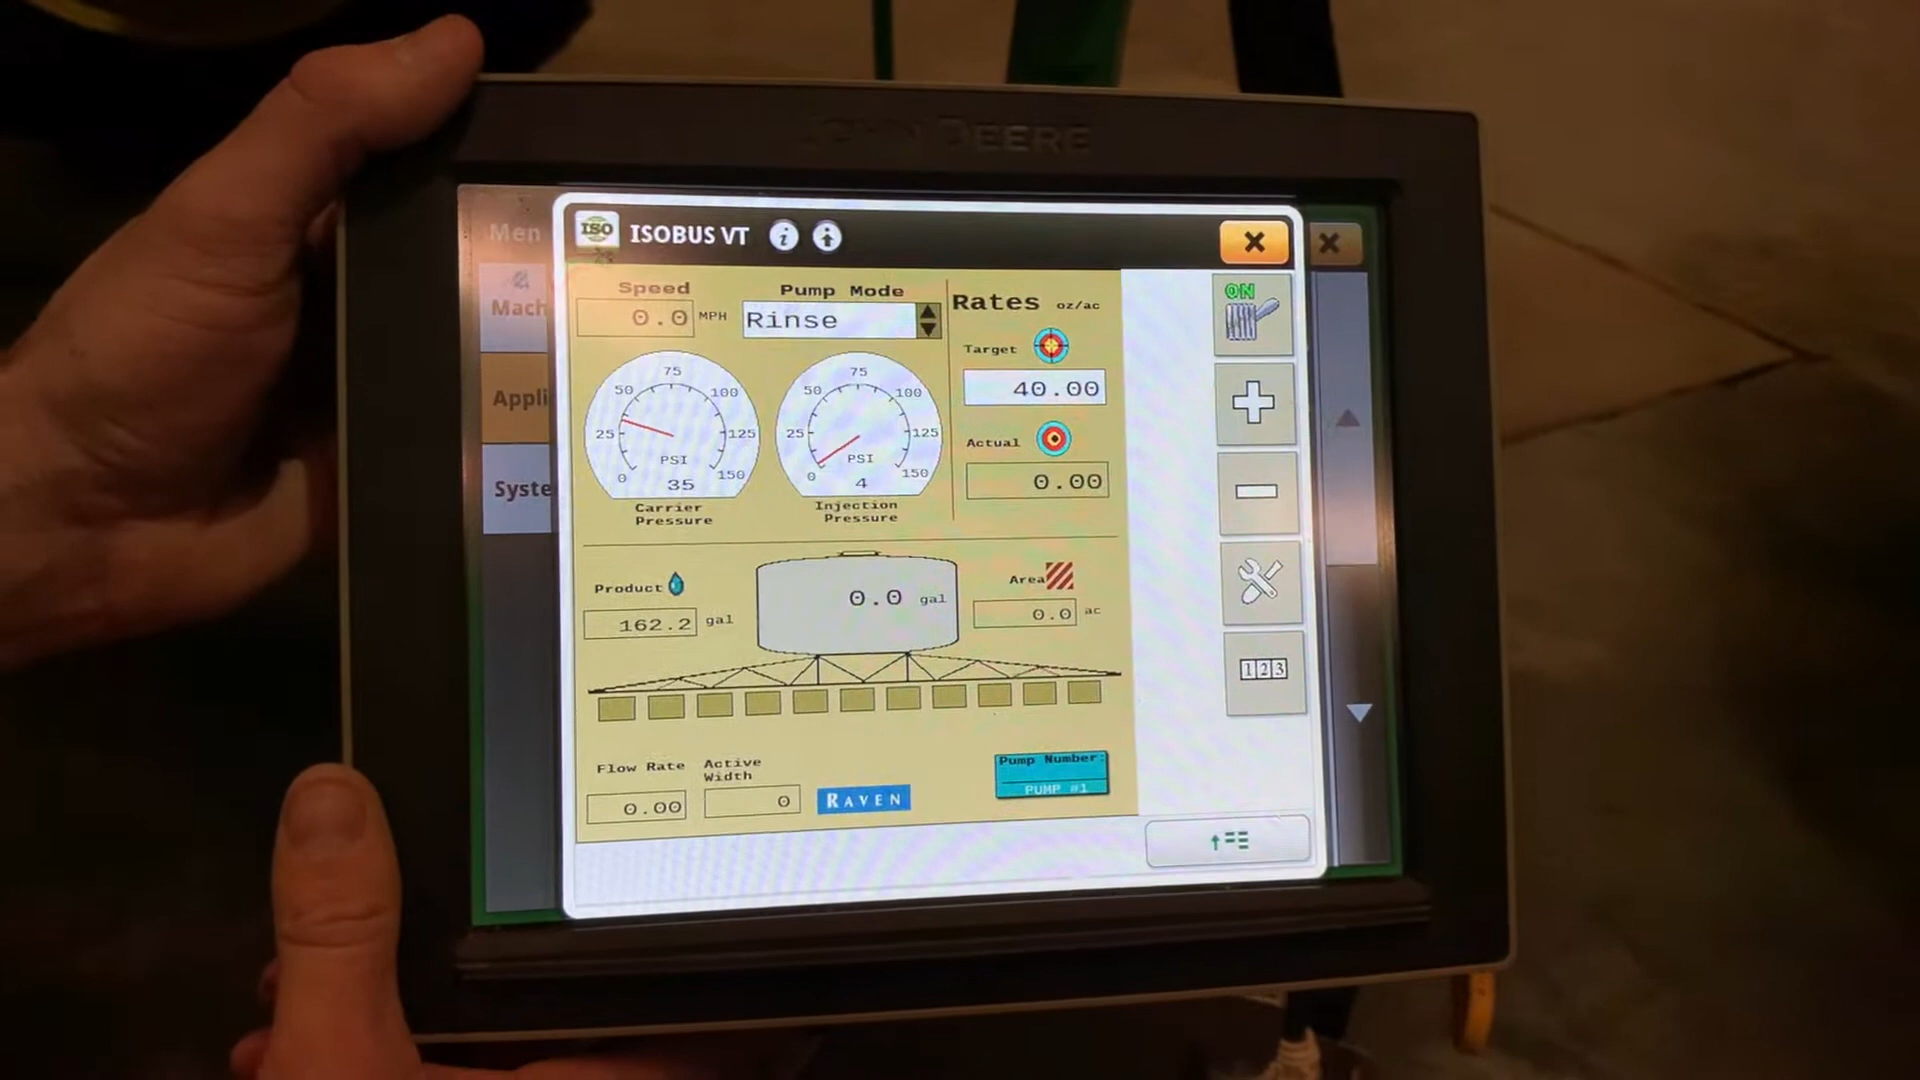 JOHN DEERE
Men
ISO
ISOBUS VT
i
Mach
Appli
Syste
Speed
0.0 MPH
Pump Mode
Rinse
Rates oz/ac
Target
40.00
Actual
0.00
0 25 50 75 100 125 150
PSI
35
Carrier
Pressure
0 25 50 75 100 125 150
PSI
4
Injection
Pressure
ON
Product
162.2 gal
0.0 gal
Area
0.0 ac
123
Flow Rate
0.00
Active
Width
0
RAVEN
Pump Number:
PUMP #1